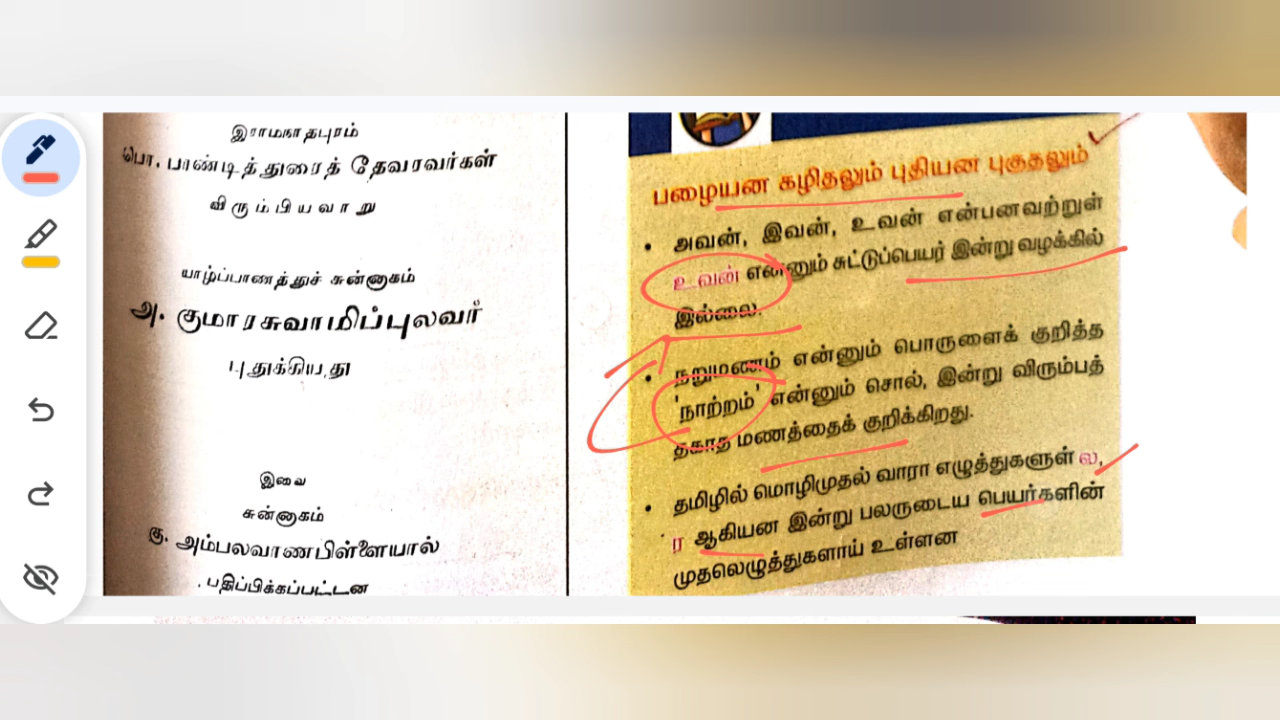 இராமநாதபுரம்
பொ. பாண்டித்துரைத் தேவரவர்கள்
விரும்பியவாறு
யாழ்ப்பாணத்துச் சுன்னாகம்
அ. குமாரசுவாமிப்புலவர்
புதுக்கியது
இவை
சுன்னாகம்
கு. அம்பலவாணபிள்ளையால்
பதிப்பிக்கப்பட்டன
பழையன கழிதலும் புதியன புகுதலும்
• அவன், இவன், உவன் என்பனவற்றுள்
உவன் என்னும் சுட்டுப்பெயர் இன்று வழக்கில்
இல்லை.
• நறுமணம் என்னும் பொருளைக் குறித்த
'நாற்றம்' என்னும் சொல், இன்று விரும்பத்
தகாத மணத்தைக் குறிக்கிறது.
• தமிழில் மொழிமுதல் வாரா எழுத்துகளுள் ல,
ர ஆகியன இன்று பலருடைய பெயர்களின்
முதலெழுத்துகளாய் உள்ளன